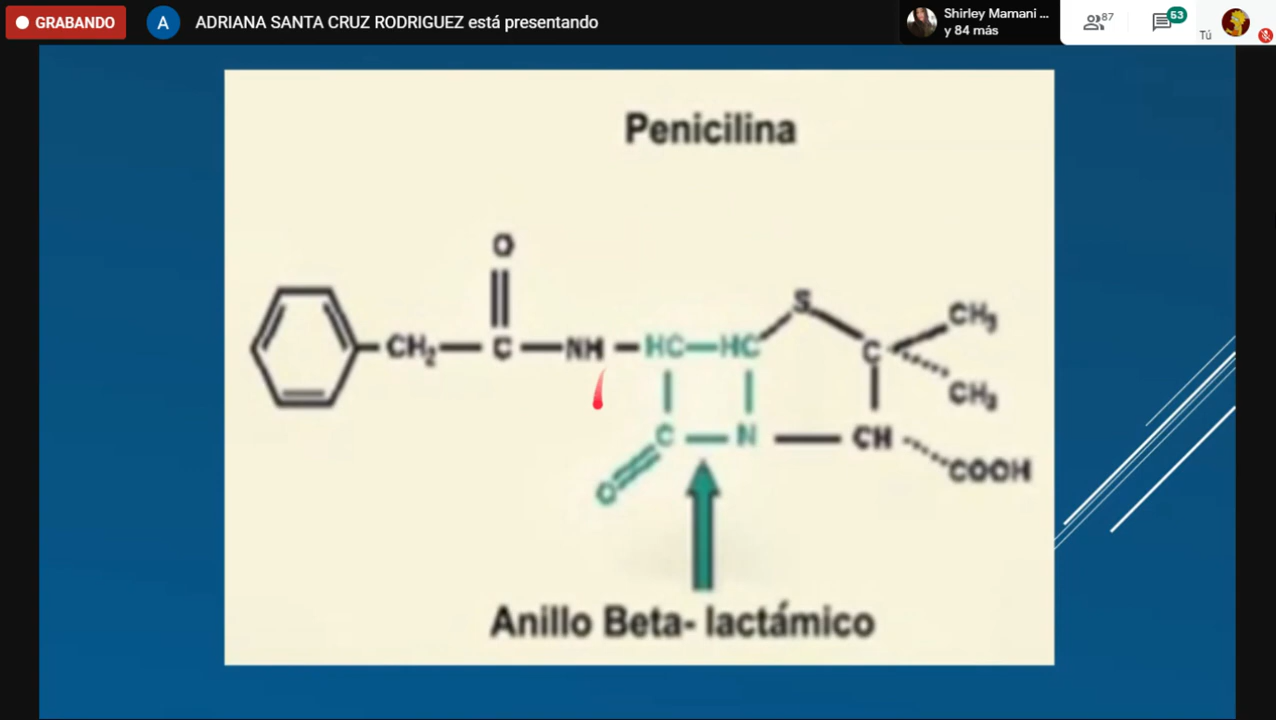 GRABANDO
A
ADRIANA SANTA CRUZ RODRIGUEZ está presentando
Shirley Mamani ...
y 84 más
87
53
Tú
Penicilina
O
S
CH3
CH2
C
NH
HC
HC
C
CH3
C
N
CH
COOH
O
Anillo Beta- lactámico